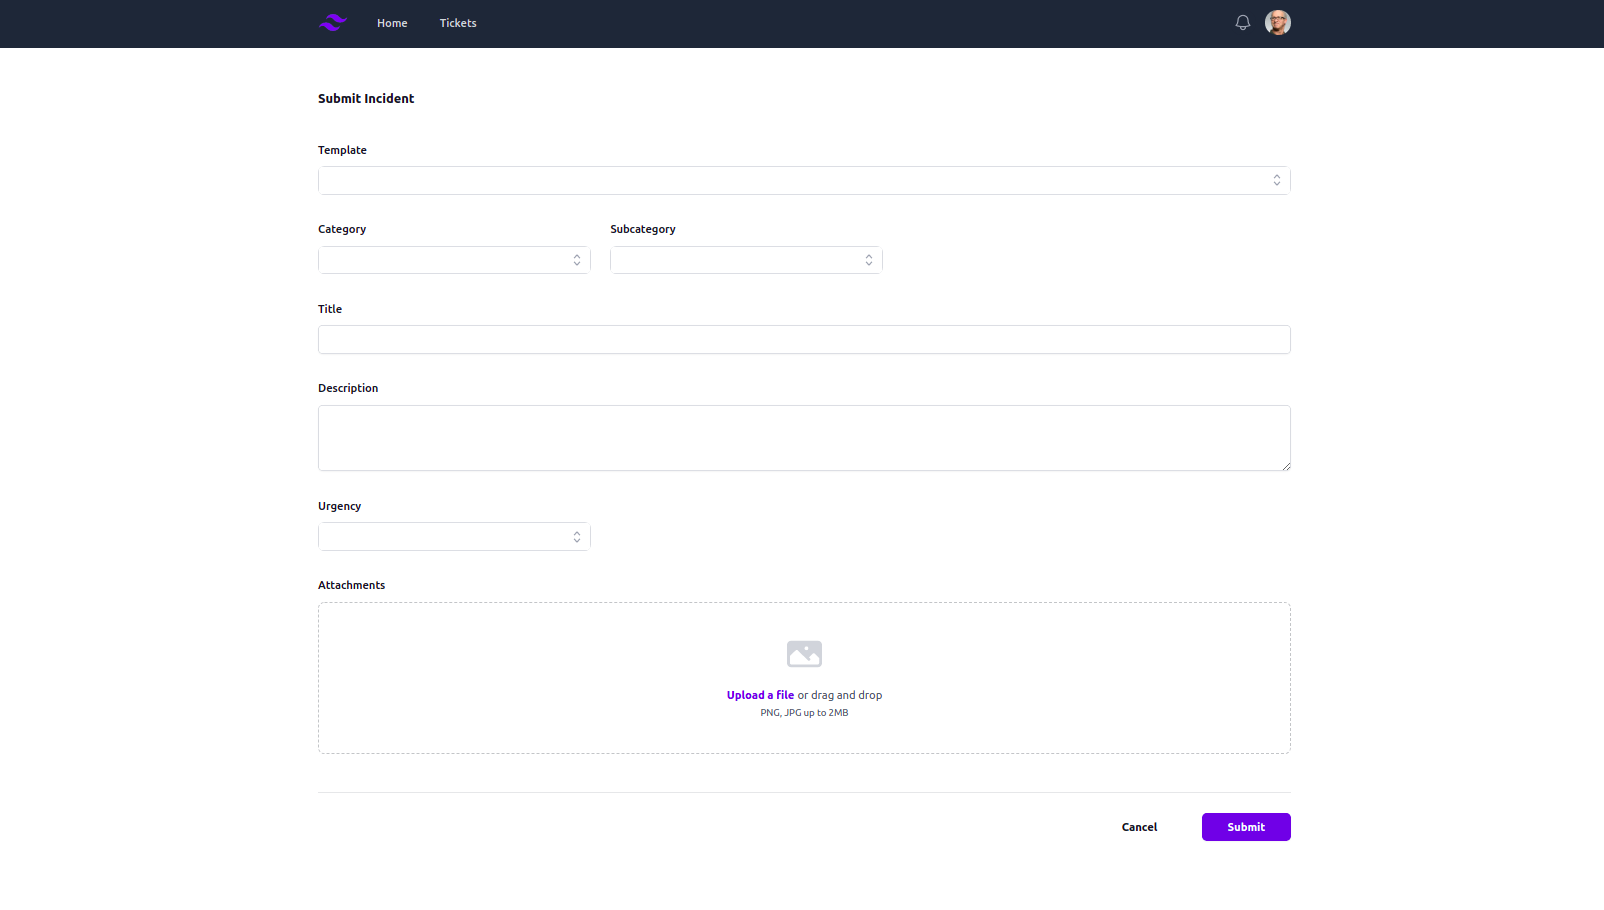 Home Tickets
Submit Incident
Template
Category Subcategory
Title
Description
Urgency
Attachments
Upload a file or drag and drop
PNG, JPG up to 2MB
Cancel Submit